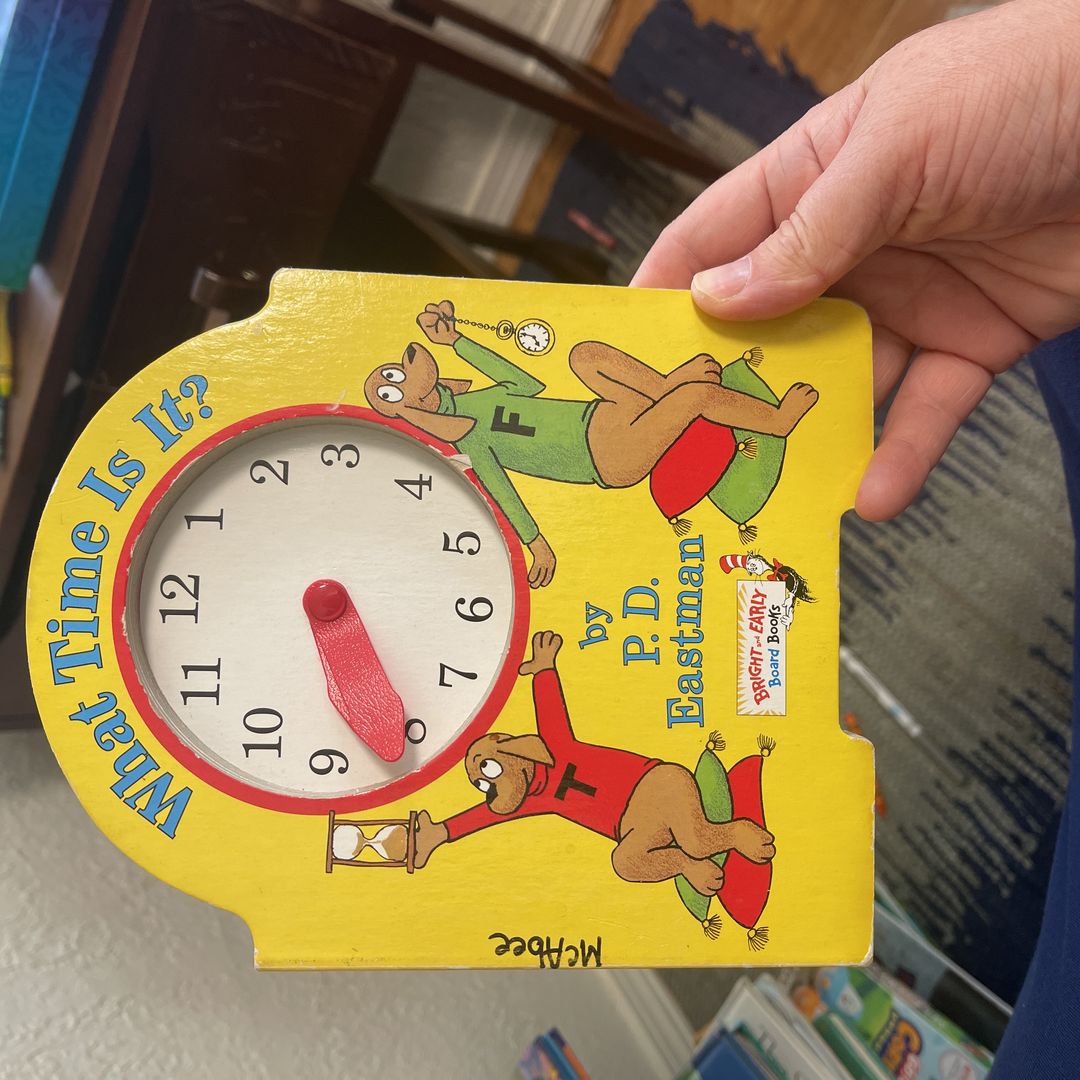 What Time Is It?
12
1
2
3
4
5
6
7
8
9
10
11
T
F
by
P. D.
Eastman
BRIGHT and EARLY
Board Books
McAbee